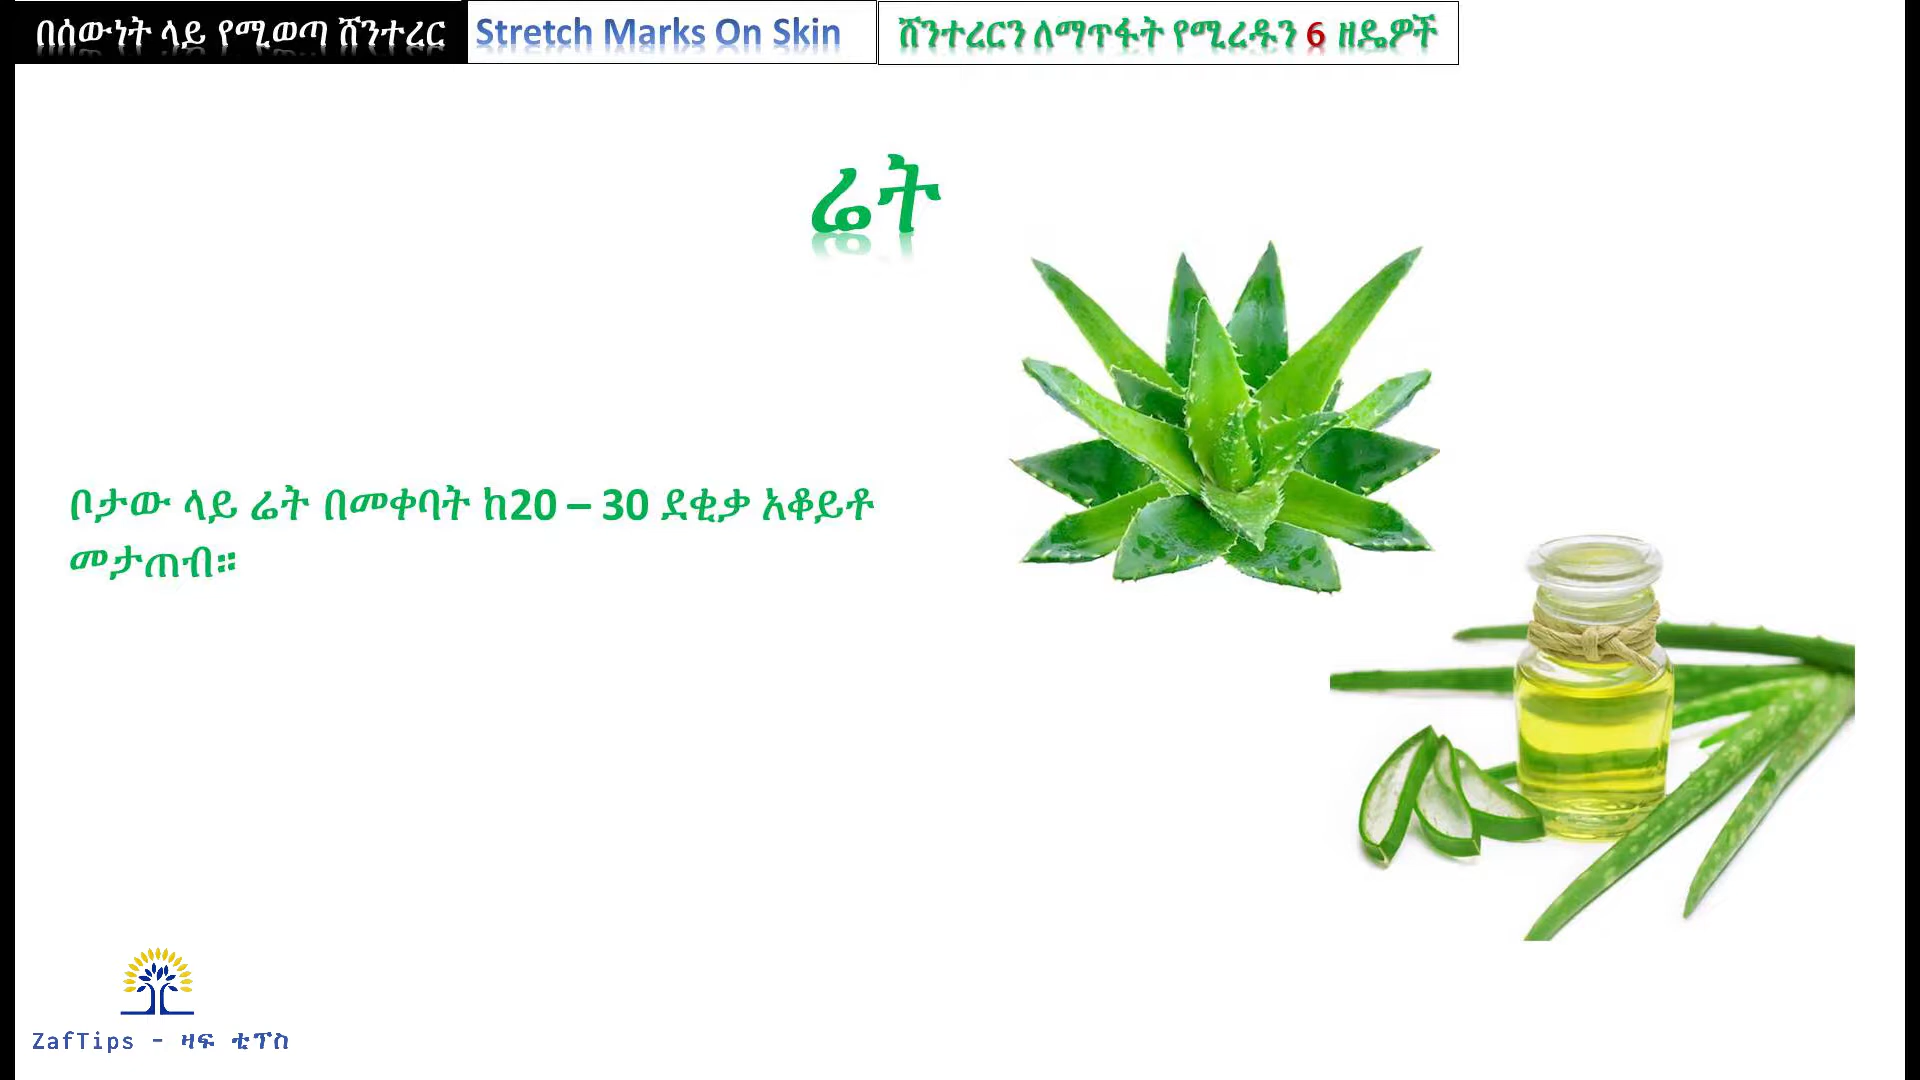 በሰውነት ላይ የሚወጣ ሸንተረር
Stretch Marks On Skin
ሸንተረርን ለማጥፋት የሚረዱን 6 ዘዴዎች
ሬት
ቦታው ላይ ሬት በመቀባት ከ20 – 30 ደቂቃ አቆይቶ
መታጠብ።
ZafTips - ዛፍ ቲፕስ